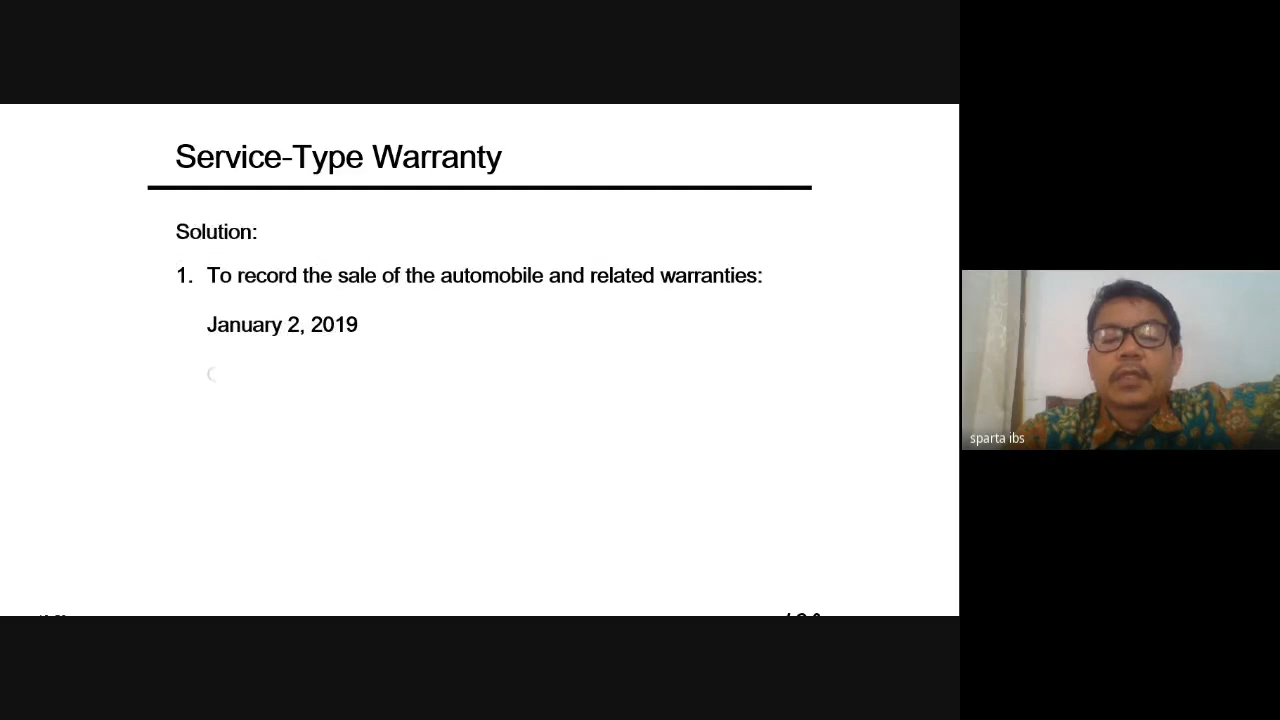 Service-Type Warranty
Solution:
1. To record the sale of the automobile and related warranties:
January 2, 2019
sparta ibs